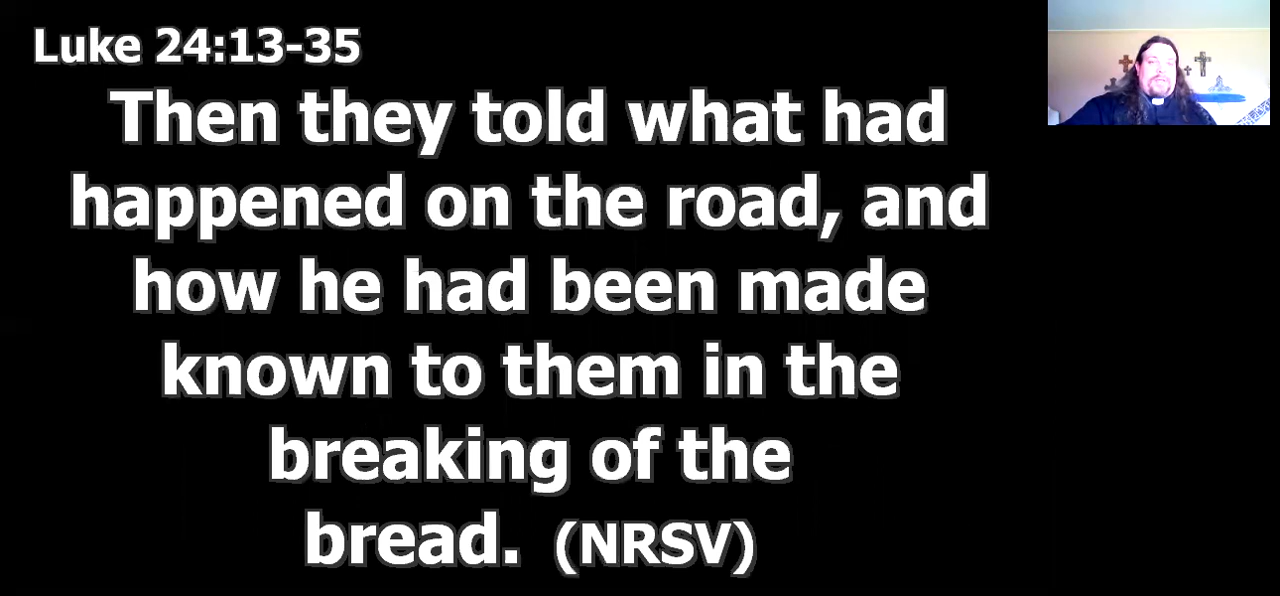 Luke 24:13-35
Then they told what had
happened on the road, and
how he had been made
known to them in the
breaking of the
bread. (NRSV)